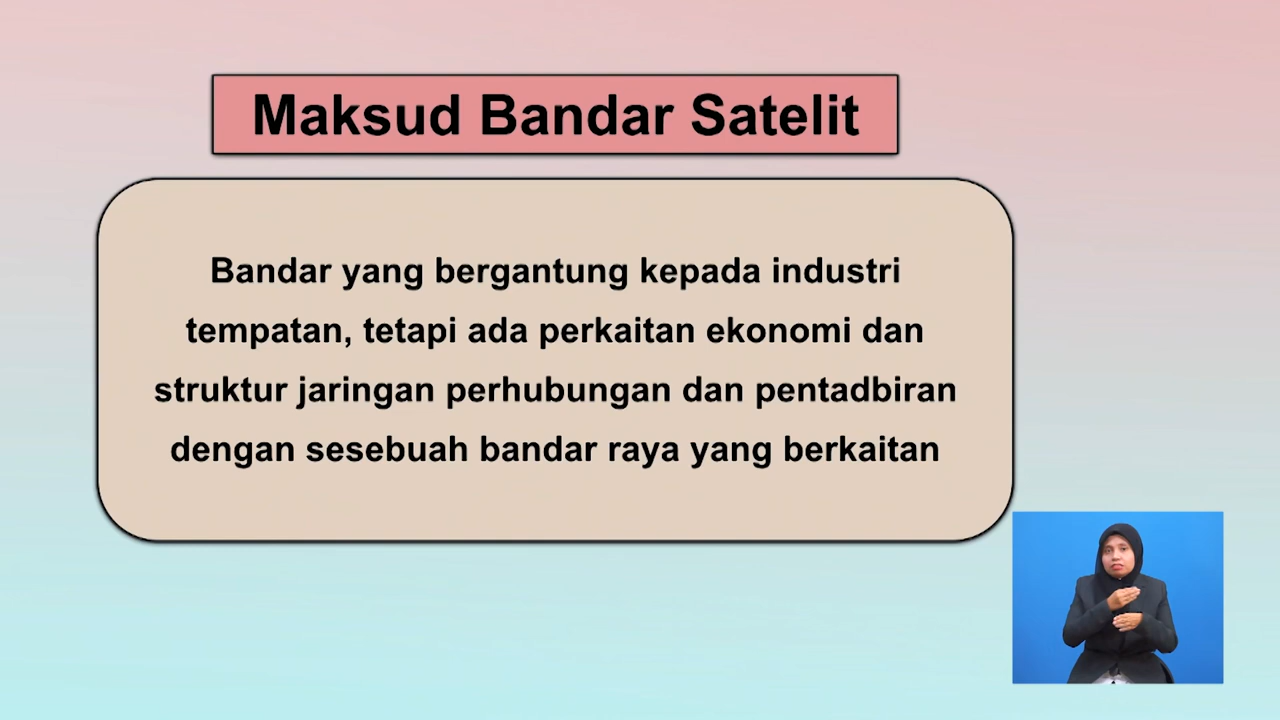 Maksud Bandar Satelit
Bandar yang bergantung kepada industri
tempatan, tetapi ada perkaitan ekonomi dan
struktur jaringan perhubungan dan pentadbiran
dengan sesebuah bandar raya yang berkaitan